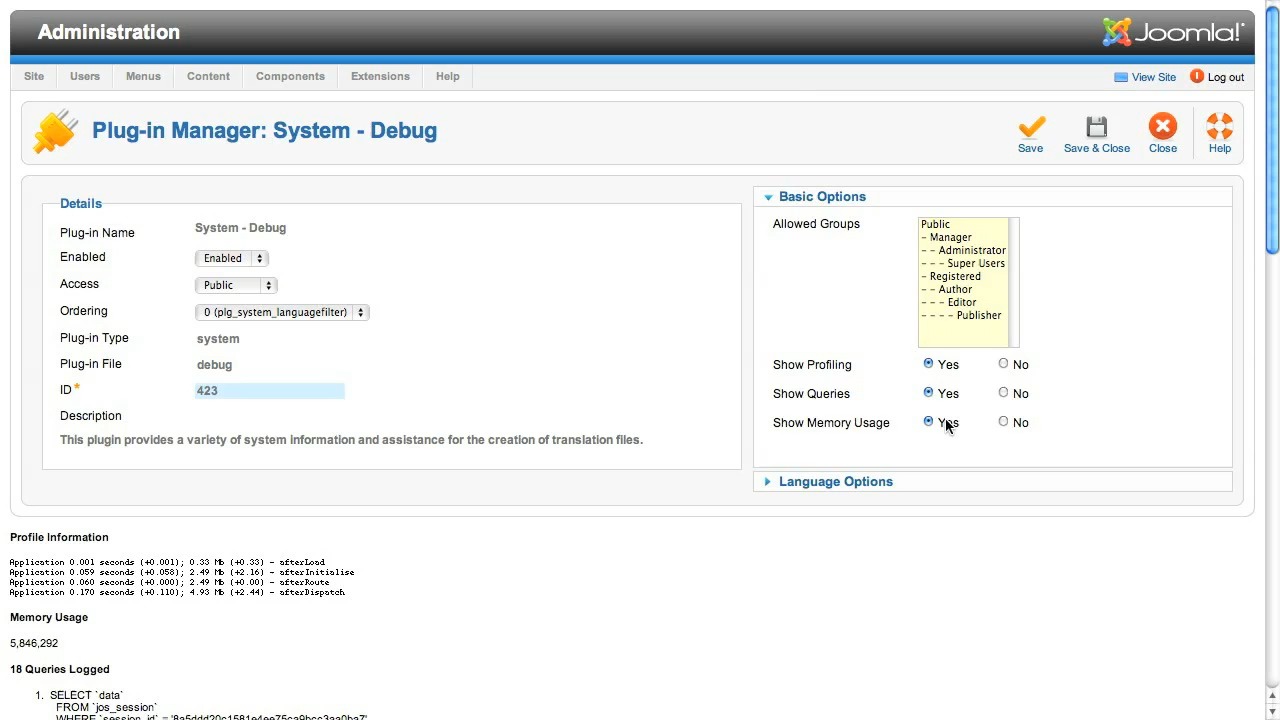 Administration
Joomla!
Site Users Menus Content Components Extensions Help View Site Log out
Plug-in Manager: System - Debug
Save Save & Close Close Help
Details
Plug-in Name System - Debug
Enabled Enabled
Access Public
Ordering 0 (plg_system_languagefilter)
Plug-in Type system
Plug-in File debug
ID* 423
Description
This plugin provides a variety of system information and assistance for the creation of translation files.
Basic Options
Allowed Groups
Public
- Manager
- - Administrator
- - - Super Users
- Registered
- - Author
- - - Editor
- - - - Publisher
Show Profiling Yes No
Show Queries Yes No
Show Memory Usage Yes No
Language Options
Profile Information
Application 0.001 seconds (+0.001); 0.33 Mb (+0.33) - afterLoad
Application 0.059 seconds (+0.058); 2.49 Mb (+2.16) - afterInitialise
Application 0.060 seconds (+0.000); 2.49 Mb (+0.00) - afterRoute
Application 0.170 seconds (+0.110); 4.93 Mb (+2.44) - afterDispatch
Memory Usage
5,846,292
18 Queries Logged
1. SELECT `data`
FROM `jos_session`
WHERE `session_id` =